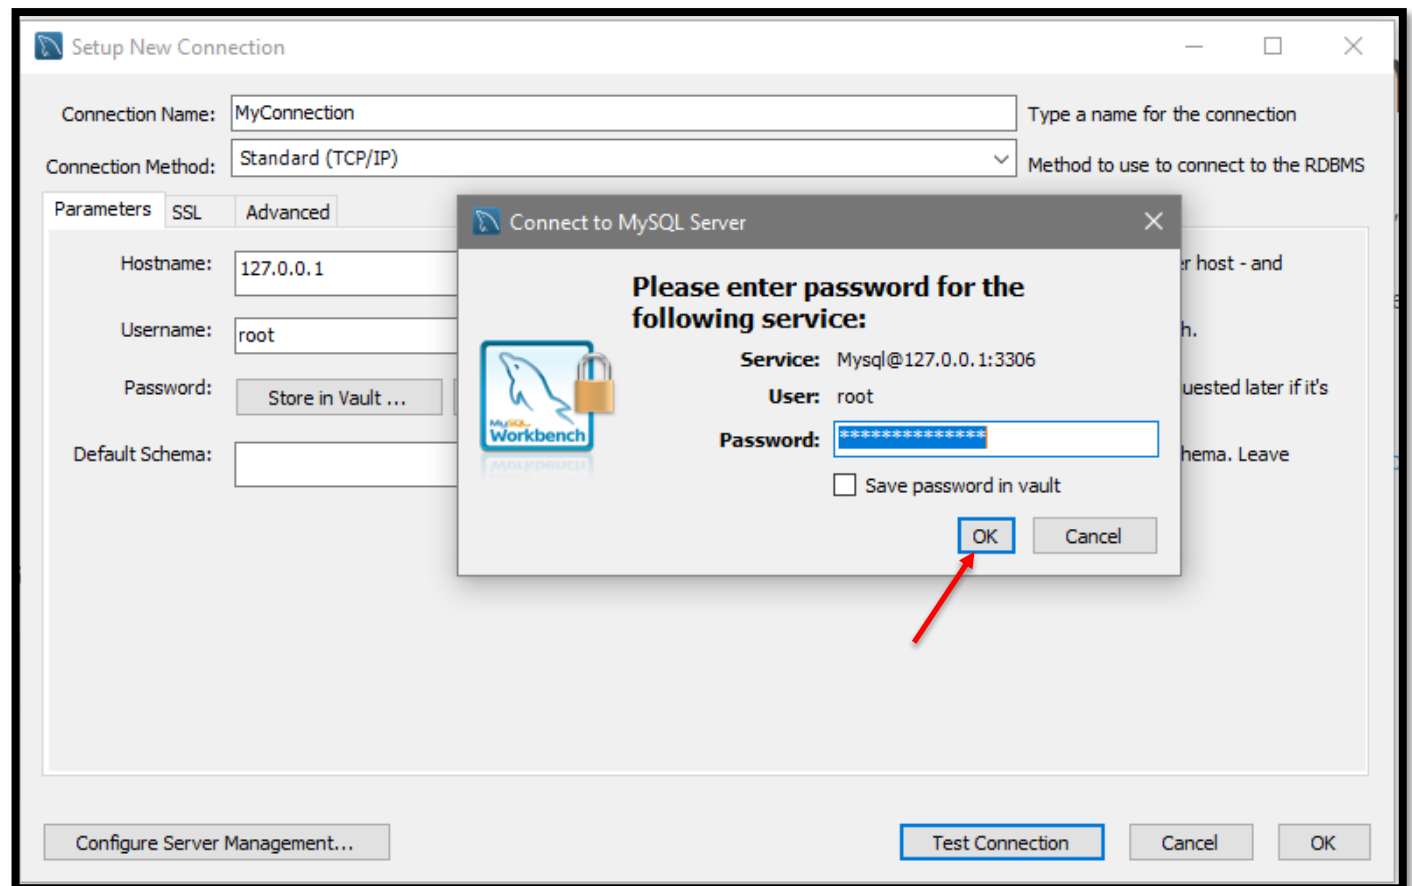 Setup New Connection
Connection Name: MyConnection Type a name for the connection
Connection Method: Standard (TCP/IP) Method to use to connect to the RDBMS
Parameters SSL Advanced
Connect to MySQL Server
Hostname: 127.0.0.1 host - and
Please enter password for the
following service:
Username: root h.
Service: Mysql@127.0.0.1:3306
User: root
Password: Store in Vault ... uested later if it's
MySQL
Workbench
Password: **************
Default Schema: hema. Leave
Save password in vault
OK Cancel
Configure Server Management... Test Connection Cancel OK